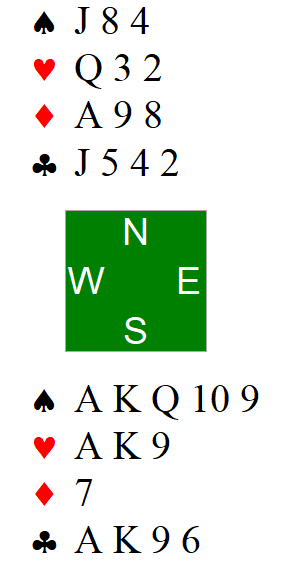 ♠ J 8 4
♥ Q 3 2
♦ A 9 8
♣ J 5 4 2
N
W E
S
♠ A K Q 10 9
♥ A K 9
♦ 7
♣ A K 9 6